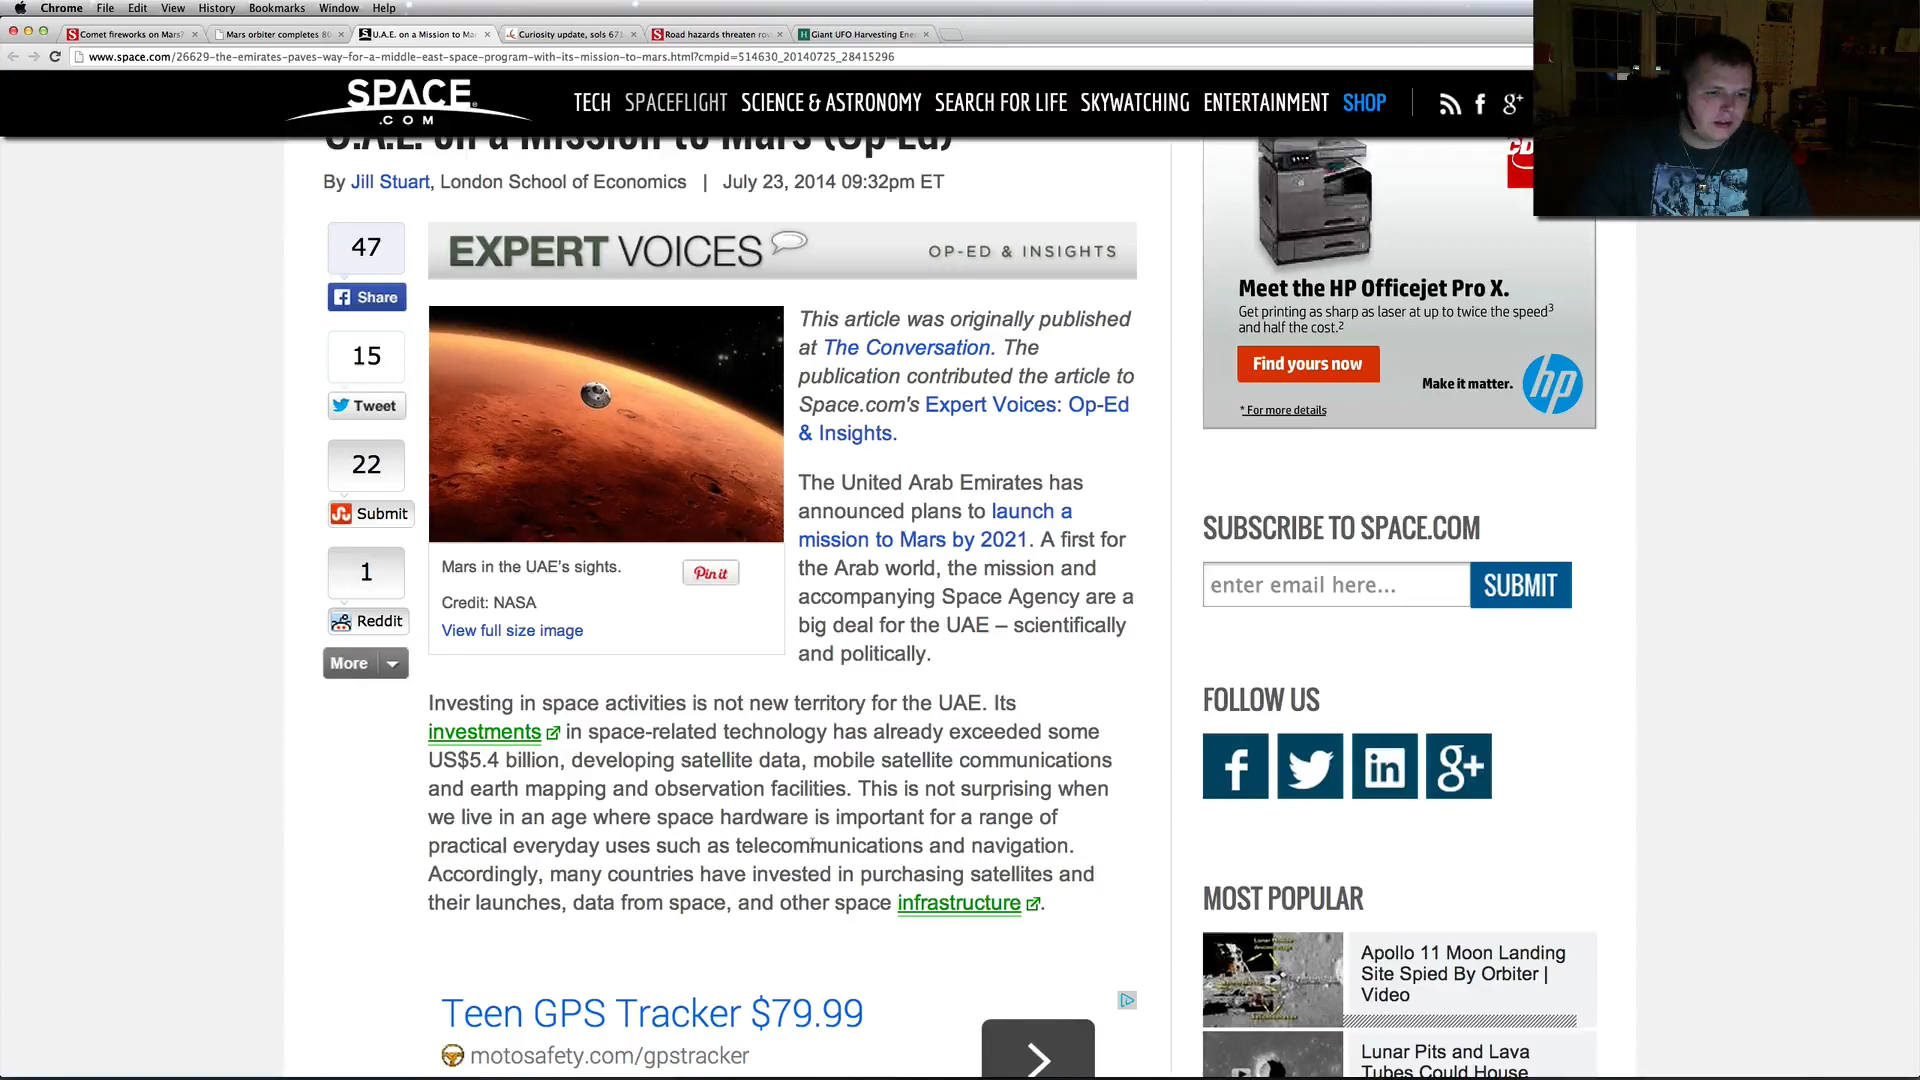 Chrome File Edit View History Bookmarks Window Help
Comet fireworks on Mars?
Mars orbiter completes 80
U.A.E. on a Mission to Mar
Curiosity update, sols 671
Road hazards threaten rov
Giant UFO Harvesting Ene
www.space.com/26629-the-emirates-paves-way-for-a-middle-east-space-program-with-its-mission-to-mars.html?cmpid=514630_20140725_28415296
SPACE
.COM
TECH SPACEFLIGHT SCIENCE & ASTRONOMY SEARCH FOR LIFE SKYWATCHING ENTERTAINMENT SHOP
U.A.E. on a Mission to Mars (Op-Ed)
By Jill Stuart, London School of Economics | July 23, 2014 09:32pm ET
47
Share
15
Tweet
22
Submit
1
Reddit
More
EXPERT VOICES OP-ED & INSIGHTS
Mars in the UAE's sights.
Pin it
Credit: NASA
View full size image
This article was originally published
at The Conversation. The
publication contributed the article to
Space.com's Expert Voices: Op-Ed
& Insights.
The United Arab Emirates has
announced plans to launch a
mission to Mars by 2021. A first for
the Arab world, the mission and
accompanying Space Agency are a
big deal for the UAE – scientifically
and politically.
Investing in space activities is not new territory for the UAE. Its
investments in space-related technology has already exceeded some
US$5.4 billion, developing satellite data, mobile satellite communications
and earth mapping and observation facilities. This is not surprising when
we live in an age where space hardware is important for a range of
practical everyday uses such as telecommunications and navigation.
Accordingly, many countries have invested in purchasing satellites and
their launches, data from space, and other space infrastructure.
Teen GPS Tracker $79.99
motosafety.com/gpstracker
Meet the HP Officejet Pro X.
Get printing as sharp as laser at up to twice the speed³
and half the cost.²
Find yours now
Make it matter.
hp
* For more details
SUBSCRIBE TO SPACE.COM
enter email here...
SUBMIT
FOLLOW US
MOST POPULAR
Apollo 11 Moon Landing
Site Spied By Orbiter |
Video
Lunar Pits and Lava
Tubes Could House